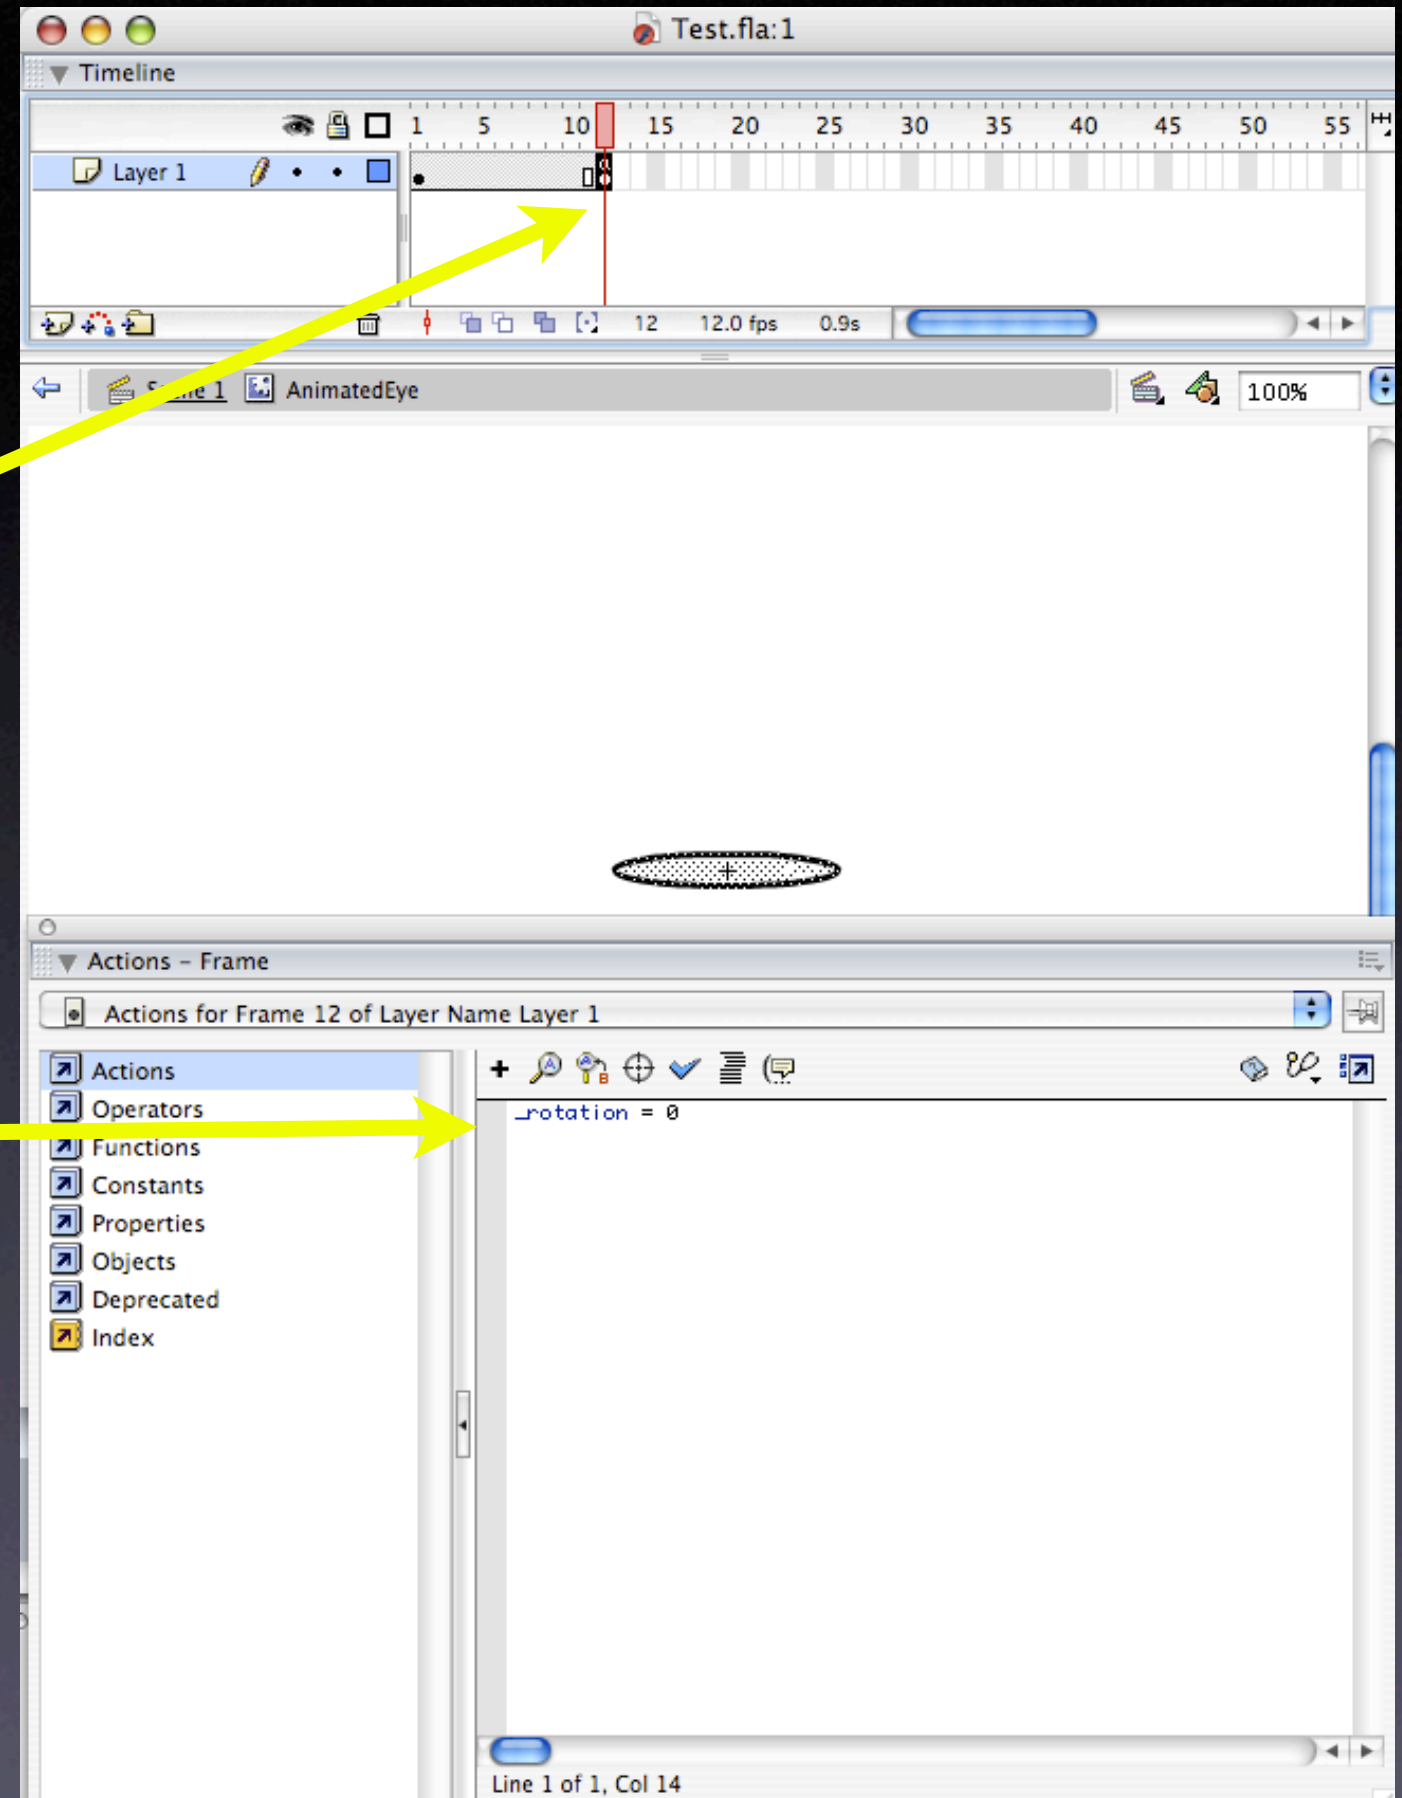 Test.fla:1
Timeline
1 5 10 15 20 25 30 35 40 45 50 55
Layer 1
12 12.0 fps 0.9s
Scene 1 AnimatedEye 100%
Actions – Frame
Actions for Frame 12 of Layer Name Layer 1
Actions
Operators
Functions
Constants
Properties
Objects
Deprecated
Index
_rotation = 0
Line 1 of 1, Col 14